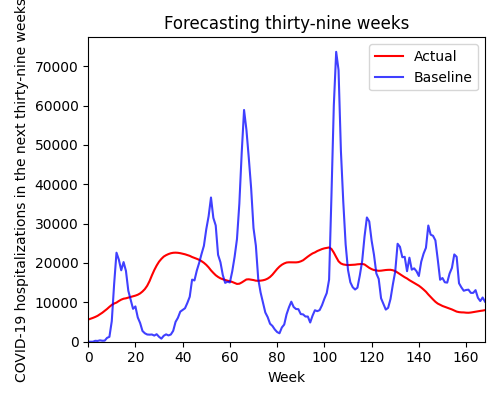 Forecasting thirty-nine weeks
COVID-19 hospitalizations in the next thirty-nine weeks
70000
60000
50000
40000
30000
20000
10000
0
Actual
Baseline
0 20 40 60 80 100 120 140 160
Week